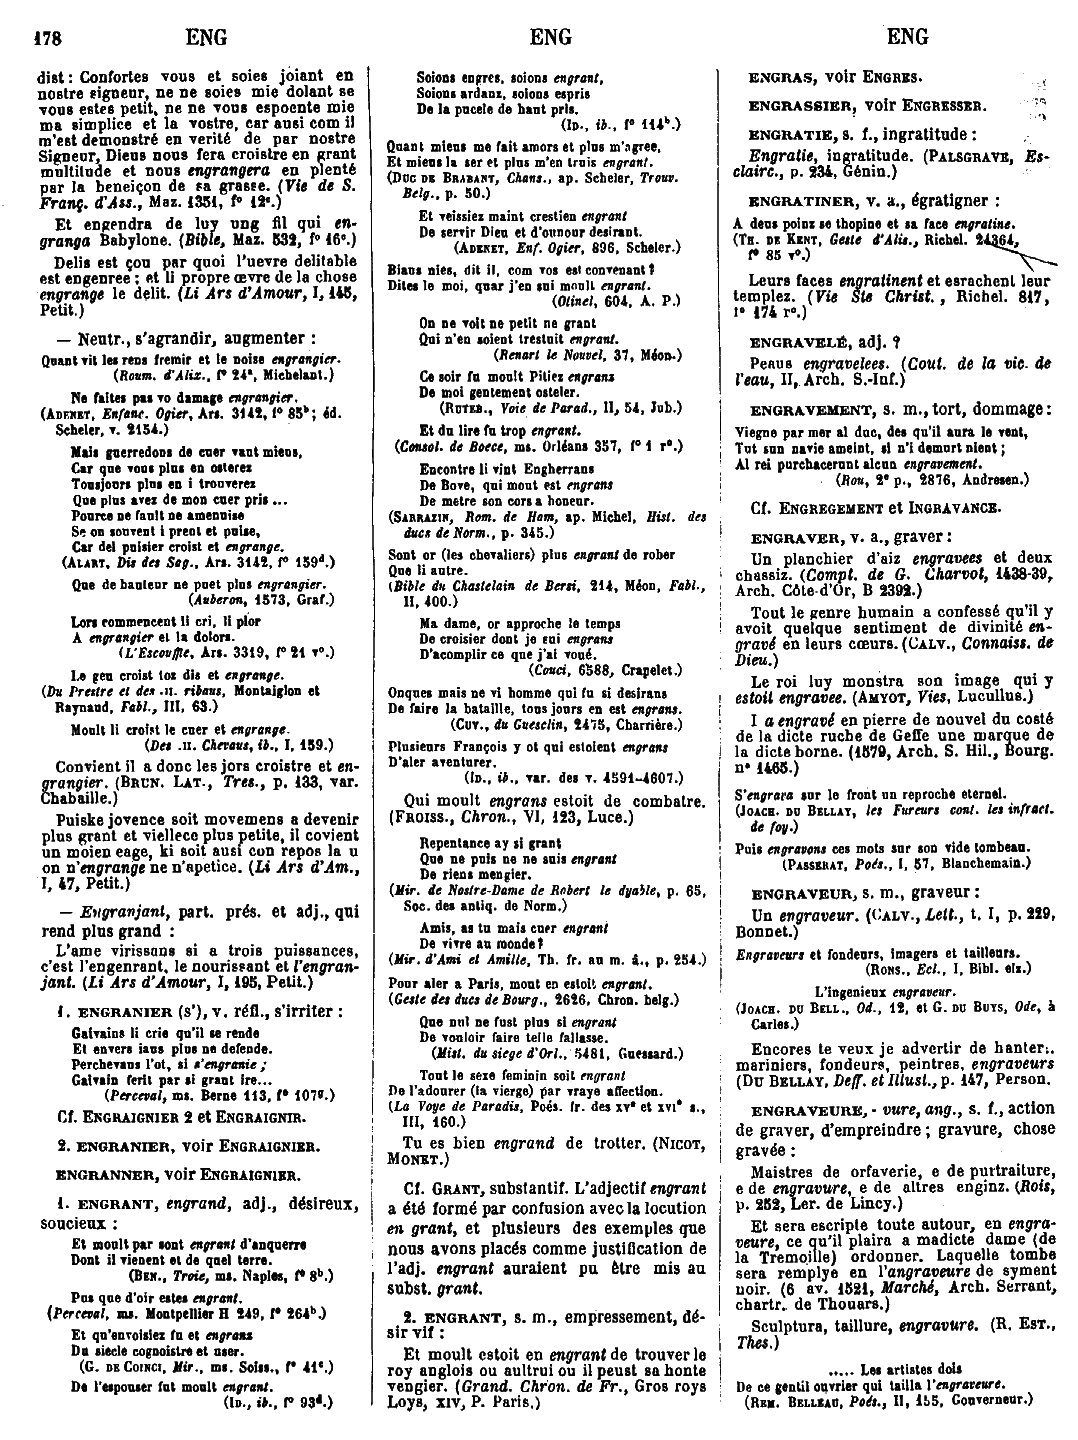 178 ENG ENG ENG
dist : Confortes vous et soies joiant en
nostre signeur, ne ne soies mie dolant se
vous estes petit, ne ne vous espoente mie
ma simplice et la vostre, car ausi com il
m'est demonstré en verité de par nostre
Signeur, Dieus nous fera croistre en grant
multitude et nous engrangera en plenté
par la beneiçon de sa grasse. (Vie de S.
Franç. d'Ass., Maz. 1351, f° 12ᵉ.)
Et engendra de luy ung fil qui en-
granga Babylone. (Bible, Maz. 532, f° 16ᵉ.)
Delis est çou par quoi l'uevre delitable
est engenree ; et li propre œvre de la chose
engrange le delit. (Li Ars d'Amour, I, 145,
Petit.)
— Neutr., s'agrandir, augmenter :
Quant vit les rens fremir et le noise engrangier.
(Roum. d'Alix., f° 24ᵃ, Michelant.)
Ne faites pas vo damage engrangier.
(ADENET, Enfanc. Ogier, Ars. 3142, f° 85ᵇ ; éd.
Scheler, v. 2154.)
Mais guerredons de cuer vaut miens,
Car que vous plus en osterez
Tousjours plus en i trouverez
Que plus avez de mon cuer pris ...
Pource ne fault ne amenuise
Se on souvent i prent et puise,
Car del puisier croist et engrange.
(ALART, Dis des Sag., Ars. 3142, f° 159ᵈ.)
Que de hauteur ne puet plus engrangier.
(Auberon, 1573, Graf.)
Lors commencent li cri, li plor
A engrangier et la dolors.
(L'Escouffle, Ars. 3319, f° 21 v°.)
Le geu croist toz dis et engrange.
(Du Prestre et des .II. ribaus, Montaiglon et
Raynaud, Fabl., III, 63.)
Moult li croist le cuer et engrange.
(Des .II. Chevaus, ib., I, 159.)
Convient il a donc les jors croistre et en-
grangier. (BRUN. LAT., Tres., p. 133, var.
Chabaille.)
Puiske jovence soit movemens a devenir
plus grant et viellece plus petite, il covient
un moien eage, ki soit ausi con repos la u
on n'engrange ne n'apetice. (Li Ars d'Am.,
I, 47, Petit.)
— Engranjant, part. prés. et adj., qui
rend plus grand :
L'ame virissans si a trois puissances,
c'est l'engenrant, le nourissant et l'engran-
jant. (Li Ars d'Amour, I, 195, Petit.)
1. ENGRANIER (s'), v. réfl., s'irriter :
Galvains li crie qu'il se rende
Et envers iaus plus ne defende.
Perchevaus l'ot, si s'engranie ;
Galvain ferit par si grant ire...
(Perceval, ms. Berne 113, f° 107ᵍ.)
Cf. ENGRAIGNIER 2 et ENGRAIGNIR.
2. ENGRANIER, voir ENGRAIGNIER.
ENGRANNER, voir ENGRAIGNIER.
1. ENGRANT, engrand, adj., désireux,
soucieux :
Et moult par sont engrant d'anquerre
Dont il vienent et de quel terre.
(BEN., Troie, ms. Naples, f° 8ᵇ.)
Pus que d'oir estes engrant.
(Perceval, ms. Montpellier H 249, f° 264ᵇ.)
Et qu'envoisiez fu et engrans
Du siecle cognoistre et user.
(G. DE COINCI, Mir., ms. Soiss., f° 41ᶜ.)
De l'espouser fut moult engrant.
(ID., ib., f° 93ᵈ.)
Soions engres, soions engrant,
Soions ardanz, soions espris
De la pucele de haut pris.
(ID., ib., f° 114ᵇ.)
Quant miens me fait amors et plus m'agree,
Et miens la ser et plus m'en truis engrant.
(DUC DE BRABANT, Chans., ap. Scheler, Trouv.
Belg., p. 50.)
Et veissiez maint crestien engrant
De servir Dieu et d'ounour desirant.
(ADENET, Enf. Ogier, 896, Scheler.)
Biaus nies, dit il, com vos est convenant ?
Dites le moi, quar j'en sui moult engrant.
(Otinel, 604, A. P.)
On ne voit ne petit ne grant
Qui n'en soient trestuit engrant.
(Renart le Nouvel, 37, Méon.)
Ce soir fu moult Pitiez engrans
De moi gentement osteler.
(RUTEB., Voie de Parad., II, 54, Jub.)
Et du lire fu trop engrant.
(Consol. de Boece, ms. Orléans 357, f° 1 r°.)
Encontre li vint Engherrans
De Bove, qui mout est engrans
De metre son cors a honeur.
(SARRAZIN, Rom. de Ham, ap. Michel, Hist. des
ducs de Norm., p. 345.)
Sont or (les chevaliers) plus engrant de rober
Que li autre.
(Bible du Chastelain de Bersi, 214, Méon, Fabl.,
II, 400.)
Ma dame, or approche le temps
De croisier dont je sui engrans
D'acomplir ce que j'ai voué.
(Couci, 6588, Crapelet.)
Onques mais ne vi homme qui fu si desirans
De faire la bataille, tous jours en est engrans.
(CUV., du Guesclin, 2475, Charrière.)
Plusieurs François y ot qui estoient engrans
D'aler aventurer.
(ID., ib., var. des v. 4591-4607.)
Qui moult engrans estoit de combatre.
(FROISS., Chron., VI, 123, Luce.)
Repentance ay si grant
Que ne puis ne ne suis engrant
De riens mengier.
(Mir. de Nostre-Dame de Robert le dyable, p. 65,
Soc. des antiq. de Norm.)
Amis, as tu mais cuer engrant
De vivre au monde ?
(Mir. d'Ami et Amille, Th. fr. au m. â., p. 254.)
Pour aler a Paris, mout en estoit engrant.
(Geste des ducs de Bourg., 2626, Chron. belg.)
Que nul ne fust plus si engrant
De vouloir faire telle fallasse.
(Mist. du siege d'Orl., 5481, Guessard.)
Tout le sexe feminin soit engrant
De l'adourer (la vierge) par vraye affection.
(La Voye de Paradis, Poés. fr. des XVᵉ et XVIᵉ s.,
III, 160.)
Tu es bien engrand de trotter. (NICOT,
MONET.)
Cf. GRANT, substantif. L'adjectif engrant
a été formé par confusion avec la locution
en grant, et plusieurs des exemples que
nous avons placés comme justification de
l'adj. engrant auraient pu être mis au
subst. grant.
2. ENGRANT, s. m., empressement, dé-
sir vif :
Et moult estoit en engrant de trouver le
roy anglois ou aultrui ou il peust sa honte
vengier. (Grand. Chron. de Fr., Gros roys
Loys, XIV, P. Paris.)
ENGRAS, voir ENGRES.
ENGRASSIER, voir ENGRESSER.
ENGRATIE, s. f., ingratitude :
Engratie, ingratitude. (PALSGRAVE, Es-
clairc., p. 234, Génin.)
ENGRATINER, v. a., égratigner :
A deus poinz se thopine et sa face engratine.
(TH. DE KENT, Geste d'Alis., Richel. 24364,
f° 85 v°.)
Leurs faces engratinent et esrachent leur
templez. (Vie Ste Christ., Richel. 817,
f° 174 r°.)
ENGRAVELÉ, adj. ?
Peaus engravelees. (Cout. de la vic. de
l'eau, II, Arch. S.-Inf.)
ENGRAVEMENT, s. m., tort, dommage :
Viegne par mer al duc, des qu'il aura le vent,
Tut sun navie ameint, si n'i demurt nient ;
Al rei purchacerunt alcun engravement.
(Rou, 2ᵉ p., 2876, Andresen.)
Cf. ENGREGEMENT et INGRAVANCE.
ENGRAVER, v. a., graver :
Un planchier d'aiz engravees et deux
chassiz. (Compt. de G. Charvot, 1438-39,
Arch. Côte-d'Or, B 2392.)
Tout le genre humain a confessé qu'il y
avoit quelque sentiment de divinité en-
gravé en leurs cœurs. (CALV., Connaiss. de
Dieu.)
Le roi luy monstra son image qui y
estoit engravee. (AMYOT, Vies, Lucullus.)
I a engravé en pierre de nouvel du costé
de la dicte ruche de Geffe une marque de
la dicte borne. (1579, Arch. S. Hil., Bourg.
n° 1465.)
S'engrava sur le front un reproche eternel.
(JOACH. DU BELLAY, les Fureurs cont. les infract.
de foy.)
Puis engravons ces mots sur son vide tombeau.
(PASSERAT, Poés., I, 57, Blanchemain.)
ENGRAVEUR, s. m., graveur :
Un engraveur. (CALV., Lett., t. I, p. 229,
Bonnet.)
Engraveurs et fondeurs, imagers et tailleurs.
(RONS., Ecl., I, Bibl. elz.)
L'ingenieux engraveur.
(JOACH. DU BELL., Od., 12, et G. DU BUYS, Ode, à
Carles.)
Encores te veux je advertir de hanter..
mariniers, fondeurs, peintres, engraveurs
(DU BELLAY, Deff. et Illust., p. 147, Person.
ENGRAVEURE, - vure, ang., s. f., action
de graver, d'empreindre ; gravure, chose
gravée :
Maistres de orfaverie, e de purtraiture,
e de engravure, e de altres enginz. (Rois,
p. 252, Ler. de Lincy.)
Et sera escripte toute autour, en engra-
veure, ce qu'il plaira a madicte dame (de
la Tremoille) ordonner. Laquelle tombe
sera remplye en l'angraveure de syment
noir. (6 av. 1521, Marché, Arch. Serrant,
chartr. de Thouars.)
Sculptura, taillure, engravure. (R. EST.,
Thes.)
..... Les artistes dois
De ce gentil ouvrier qui tailla l'engraveure.
(REM. BELLEAU, Poés., II, 155, Gouverneur.)